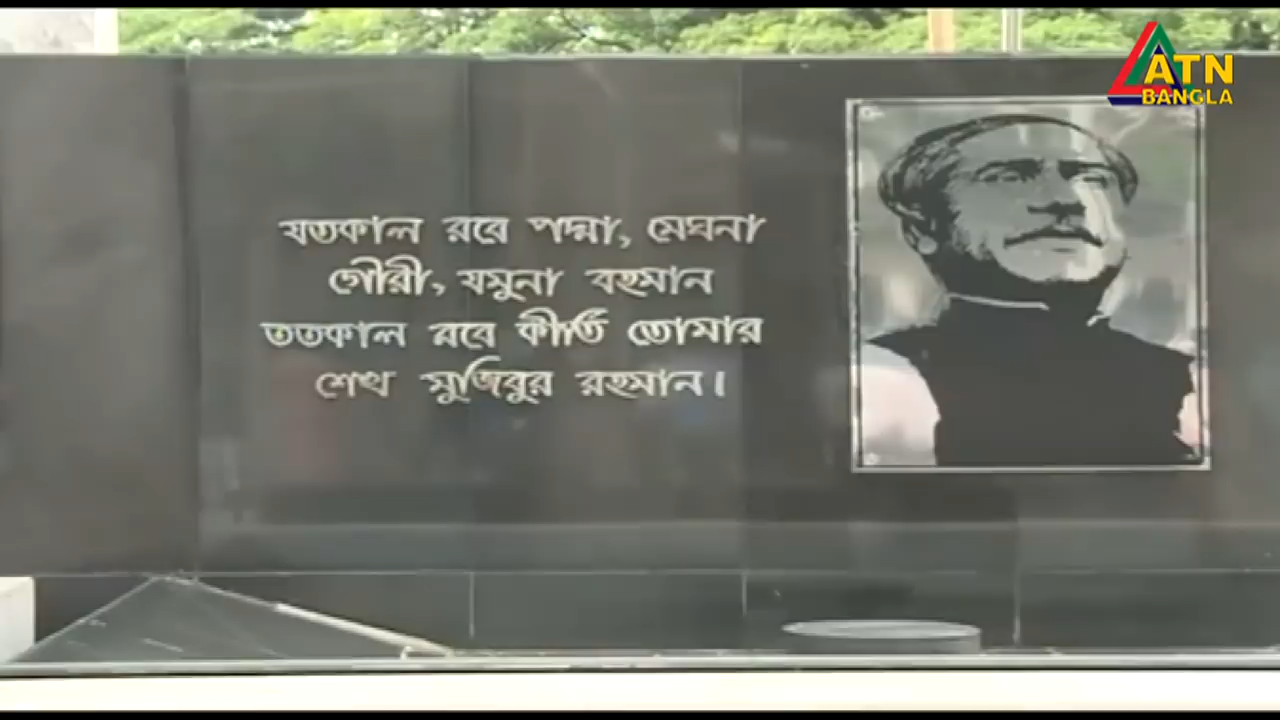 ATN
BANGLA
যতকাল রবে পদ্মা, মেঘনা
গৌরী, যমুনা বহমান
ততকাল রবে কীর্তি তোমার
শেখ মুজিবুর রহমান।